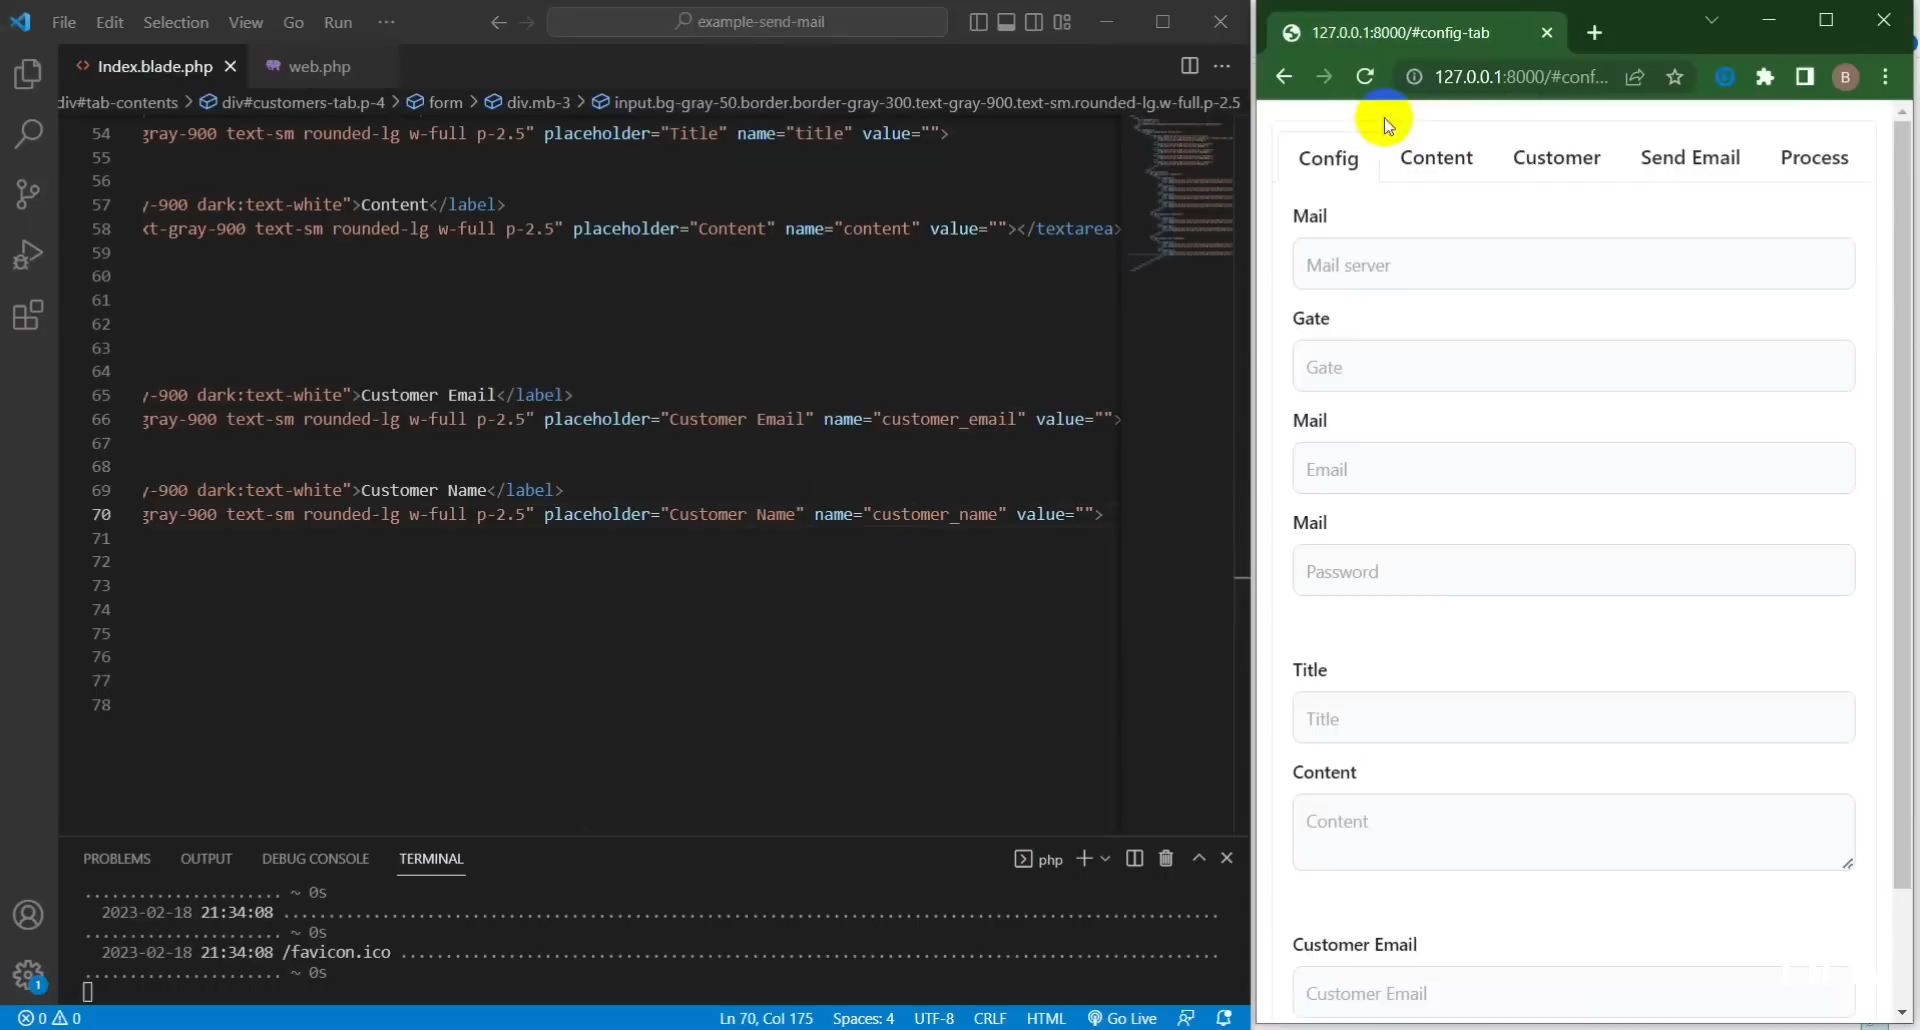 File Edit Selection View Go Run ···
example-send-mail
Index.blade.php
web.php
div#tab-contents > div#customers-tab.p-4 > form > div.mb-3 > input.bg-gray-50.border.border-gray-300.text-gray-900.text-sm.rounded-lg.w-full.p-2.5
54 gray-900 text-sm rounded-lg w-full p-2.5" placeholder="Title" name="title" value="">
55
56
57 y-900 dark:text-white">Content</label>
58 xt-gray-900 text-sm rounded-lg w-full p-2.5" placeholder="Content" name="content" value=""></textarea>
59
60
61
62
63
64
65 y-900 dark:text-white">Customer Email</label>
66 gray-900 text-sm rounded-lg w-full p-2.5" placeholder="Customer Email" name="customer_email" value="">
67
68
69 y-900 dark:text-white">Customer Name</label>
70 gray-900 text-sm rounded-lg w-full p-2.5" placeholder="Customer Name" name="customer_name" value="">
71
72
73
74
75
76
77
78
PROBLEMS OUTPUT DEBUG CONSOLE TERMINAL
php
..................... ~ 0s
2023-02-18 21:34:08 ..................................................................................................
..................... ~ 0s
2023-02-18 21:34:08 /favicon.ico .....................................................................................
..................... ~ 0s
1
0 0
Ln 70, Col 175 Spaces: 4 UTF-8 CRLF HTML Go Live
127.0.0.1:8000/#config-tab
127.0.0.1:8000/#conf...
B
Config Content Customer Send Email Process
Mail
Mail server
Gate
Gate
Mail
Email
Mail
Password
Title
Title
Content
Content
Customer Email
Customer Email